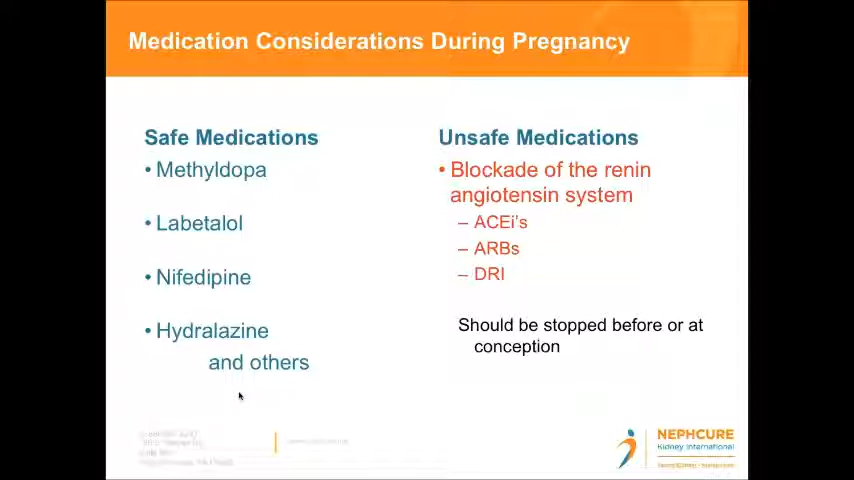 Medication Considerations During Pregnancy
Safe Medications
• Methyldopa
• Labetalol
• Nifedipine
• Hydralazine
and others
Unsafe Medications
• Blockade of the renin
angiotensin system
– ACEi's
– ARBs
– DRI
Should be stopped before or at
conception
NEPHCURE
Kidney International